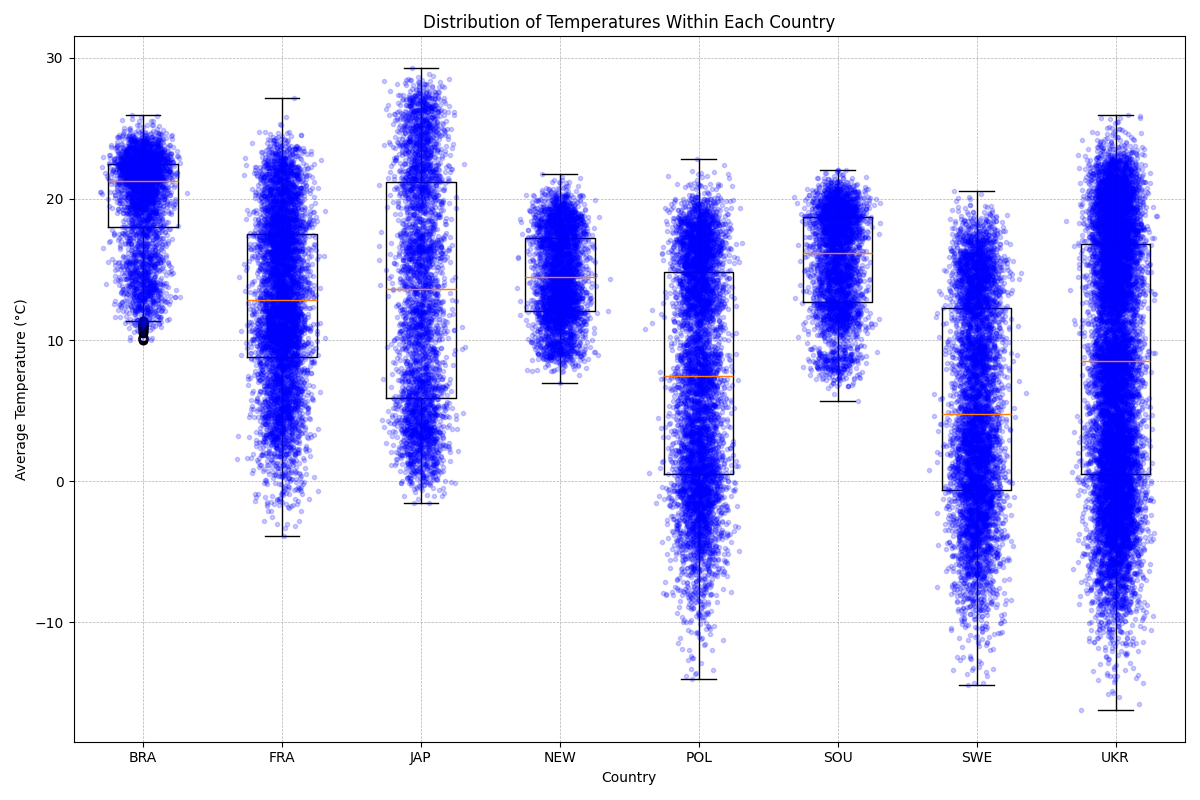 Distribution of Temperatures Within Each Country
Average Temperature (°C)
30
20
10
0
−10
BRA
FRA
JAP
NEW
POL
SOU
SWE
UKR
Country